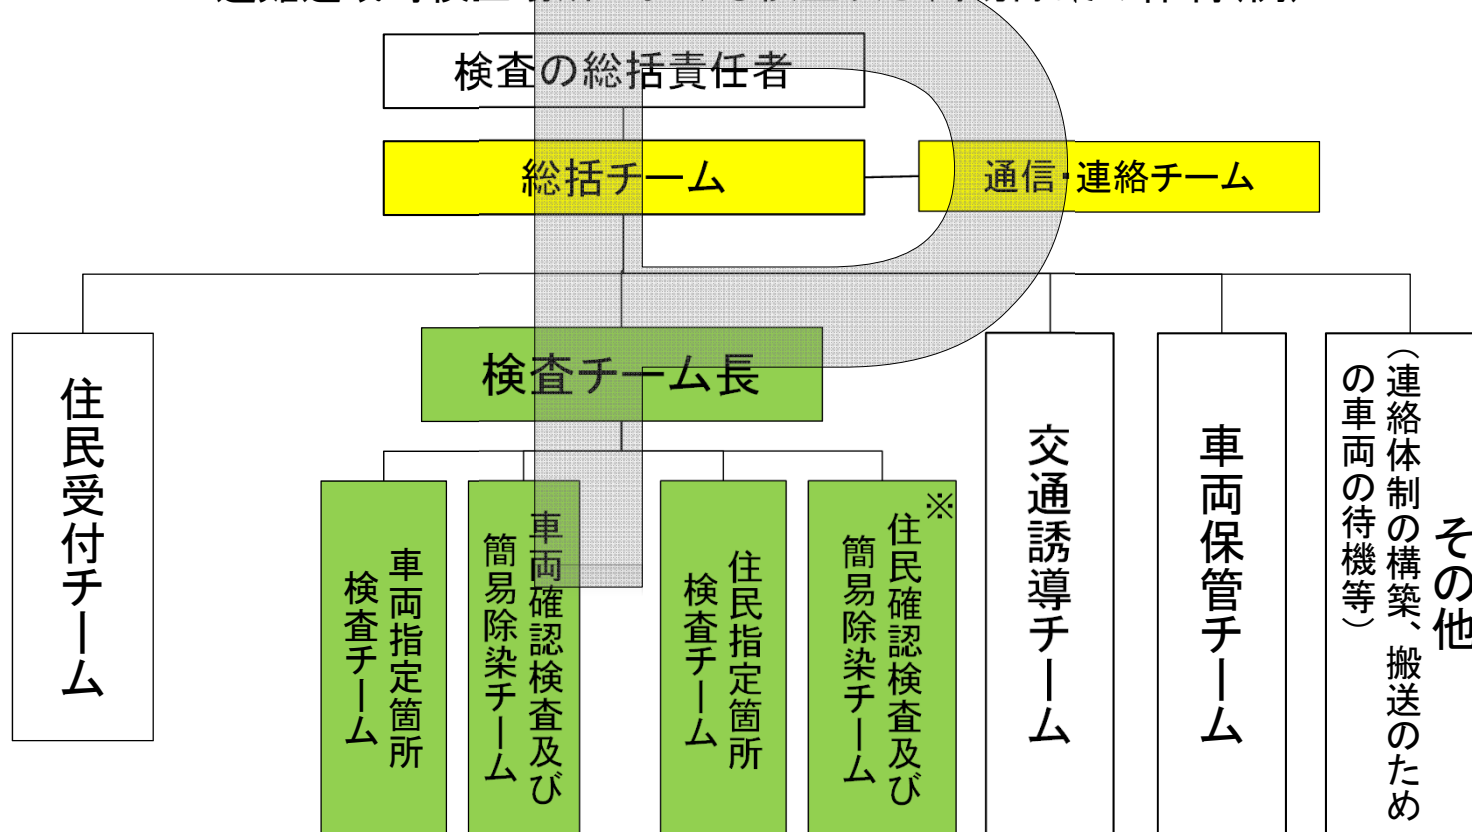 検査の総括責任者
総括チーム
通信・連絡チーム
検査チーム長
住民受付チーム
車両指定箇所
検査チーム
車両確認検査及び
簡易除染チーム
住民指定箇所
検査チーム
※
住民確認検査及び
簡易除染チーム
交通誘導チーム
車両保管チーム
その他
（連絡体制の構築、搬送のため
の車両の待機等）